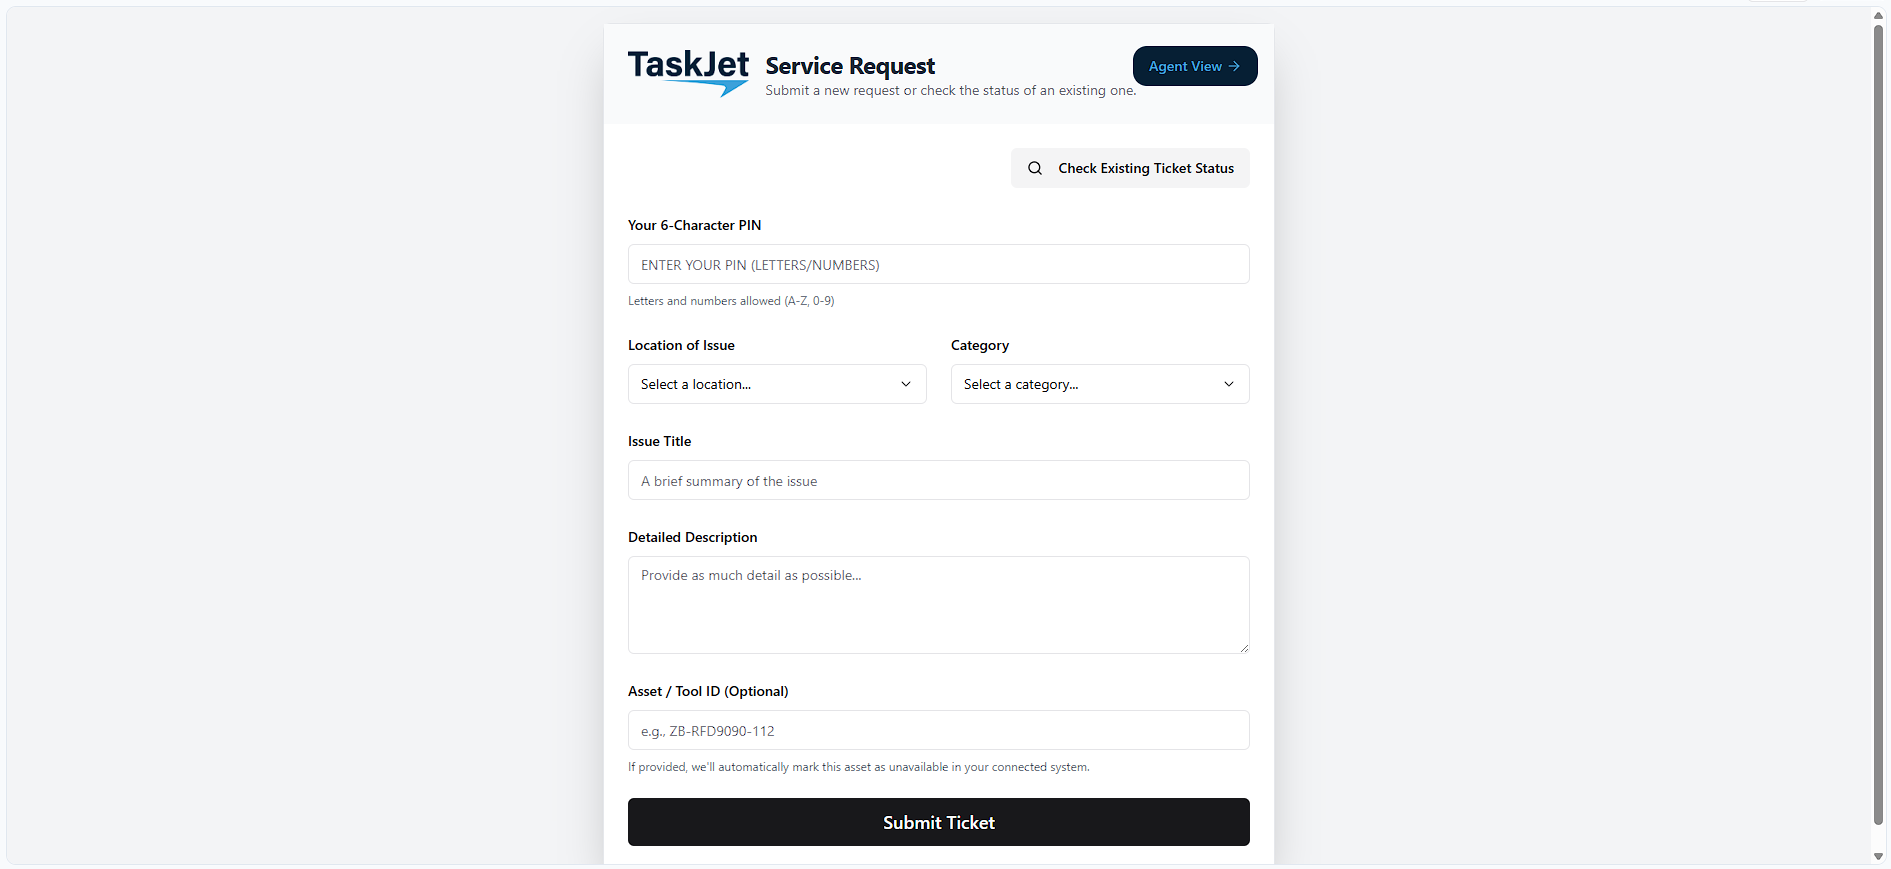 TaskJet
Service Request
Submit a new request or check the status of an existing one.
Agent View →
Check Existing Ticket Status
Your 6-Character PIN
ENTER YOUR PIN (LETTERS/NUMBERS)
Letters and numbers allowed (A-Z, 0-9)
Location of Issue
Select a location...
Category
Select a category...
Issue Title
A brief summary of the issue
Detailed Description
Provide as much detail as possible...
Asset / Tool ID (Optional)
e.g., ZB-RFD9090-112
If provided, we'll automatically mark this asset as unavailable in your connected system.
Submit Ticket